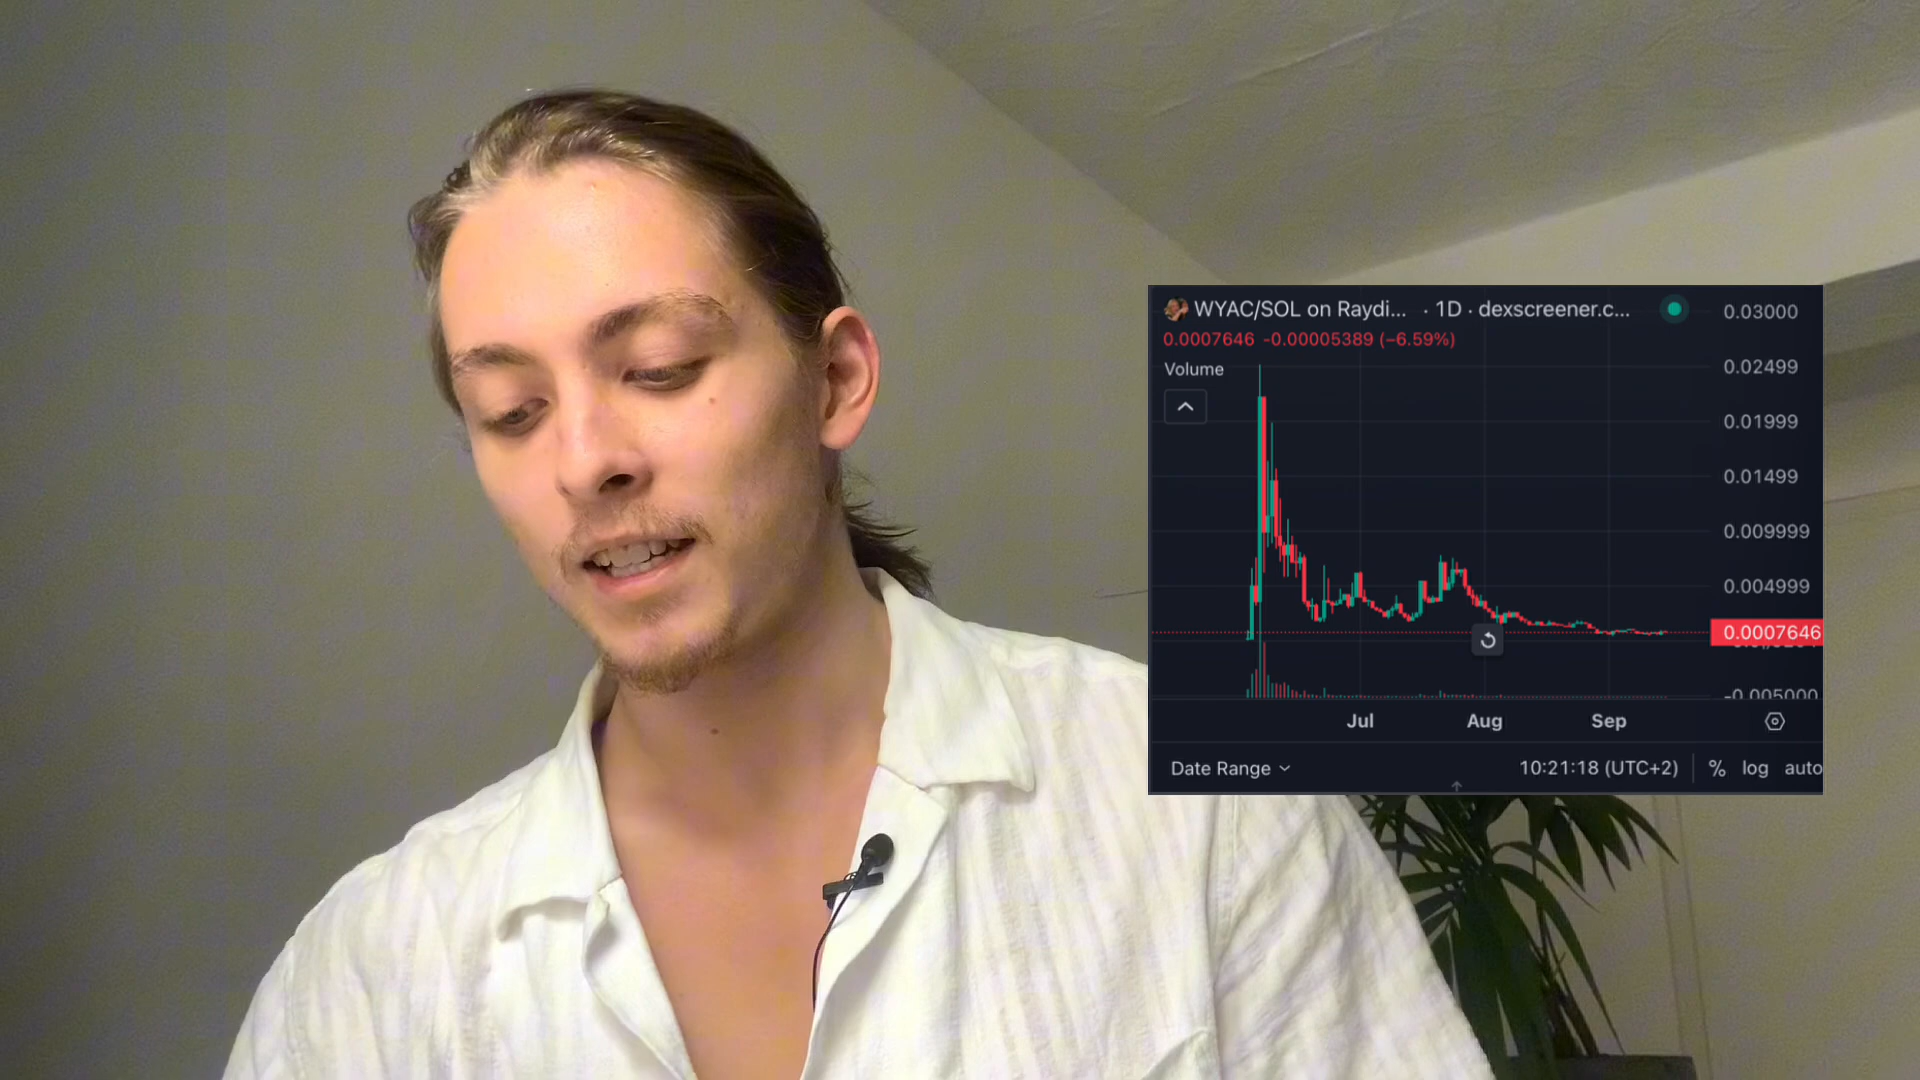 WYAC/SOL on Raydi... · 1D · dexscreener.c...
0.0007646 -0.00005389 (−6.59%)
Volume
0.03000
0.02499
0.01999
0.01499
0.009999
0.004999
0.0007646
-0.005000
Jul Aug Sep
Date Range 10:21:18 (UTC+2) % log auto